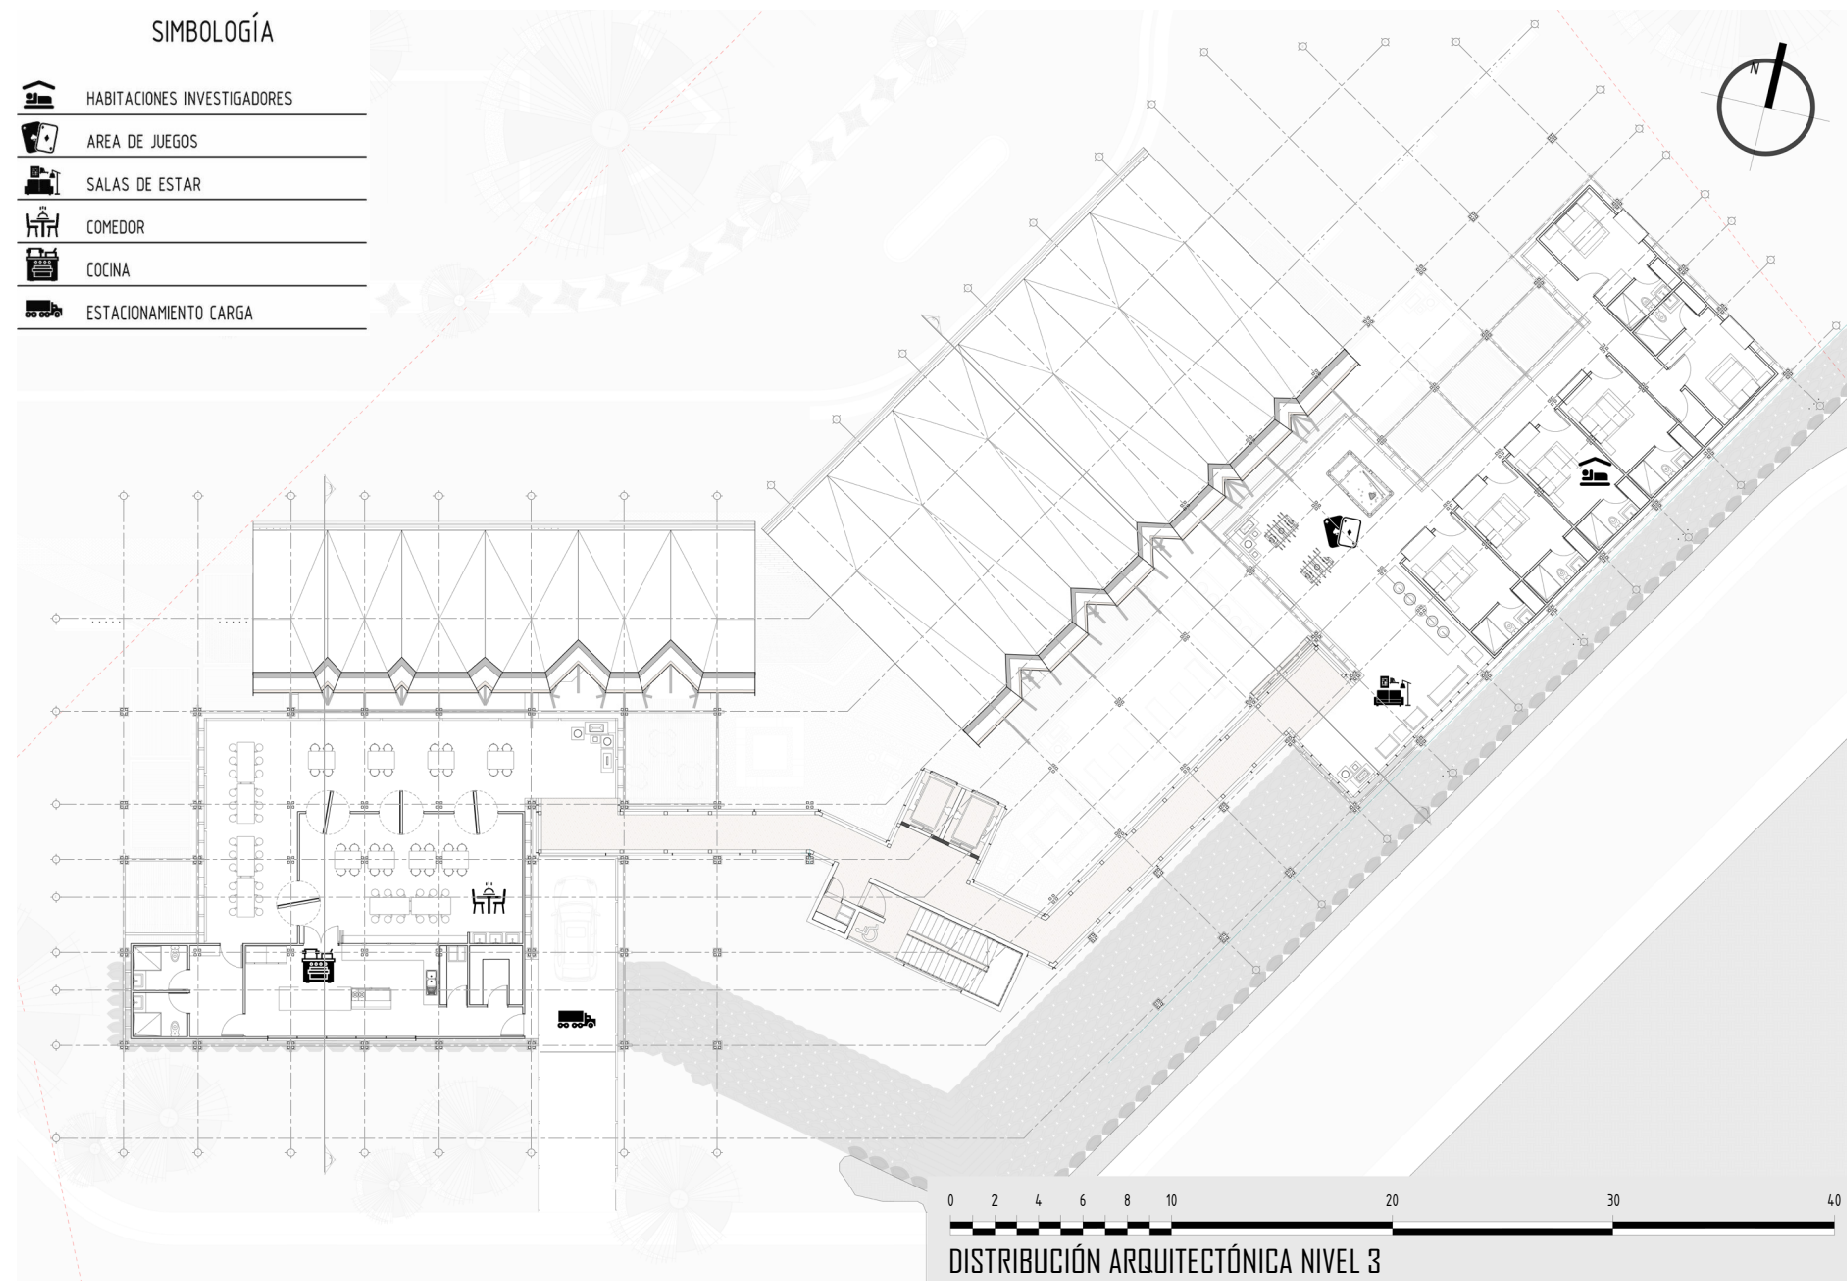 SIMBOLOGÍA
HABITACIONES INVESTIGADORES
AREA DE JUEGOS
SALAS DE ESTAR
COMEDOR
COCINA
ESTACIONAMIENTO CARGA
N
0 2 4 6 8 10 20 30 40
DISTRIBUCIÓN ARQUITECTÓNICA NIVEL 3